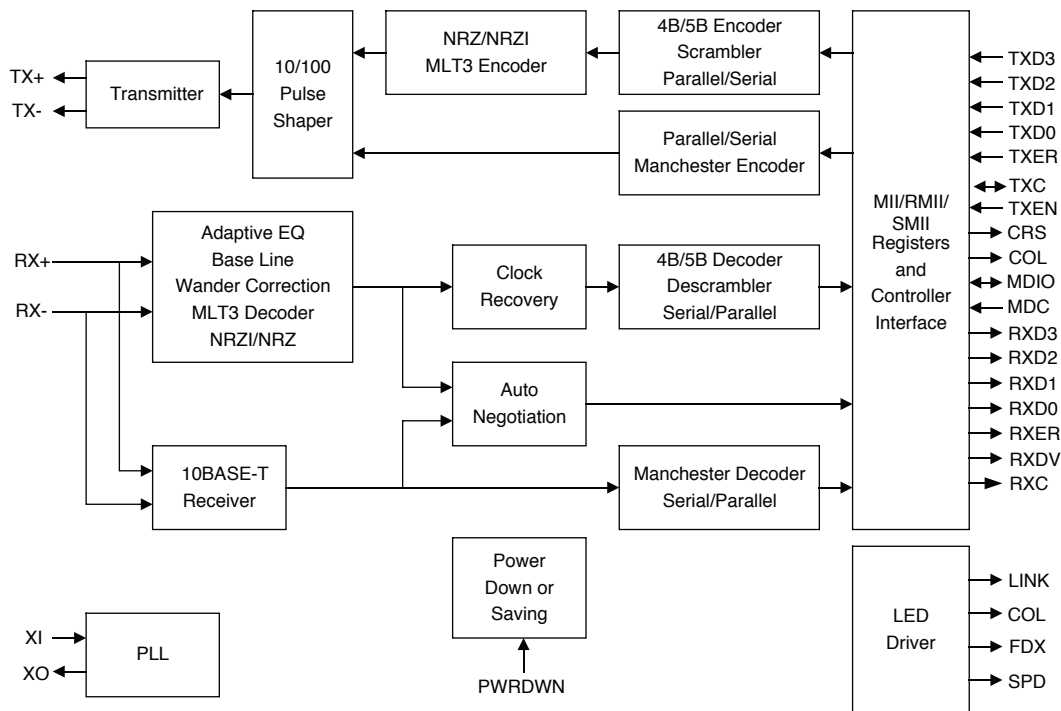 NRZ/NRZI
MLT3 Encoder
4B/5B Encoder
Scrambler
Parallel/Serial
10/100
Pulse
Shaper
Transmitter
TX+
TX-
Parallel/Serial
Manchester Encoder
TXD3
TXD2
TXD1
TXD0
TXER
TXC
TXEN
CRS
COL
MDIO
MDC
RXD3
RXD2
RXD1
RXD0
RXER
RXDV
RXC
MII/RMII/
SMII
Registers
and
Controller
Interface
RX+
RX-
Adaptive EQ
Base Line
Wander Correction
MLT3 Decoder
NRZI/NRZ
Clock
Recovery
4B/5B Decoder
Descrambler
Serial/Parallel
Auto
Negotiation
10BASE-T
Receiver
Manchester Decoder
Serial/Parallel
Power
Down or
Saving
PWRDWN
XI
XO
PLL
LED
Driver
LINK
COL
FDX
SPD